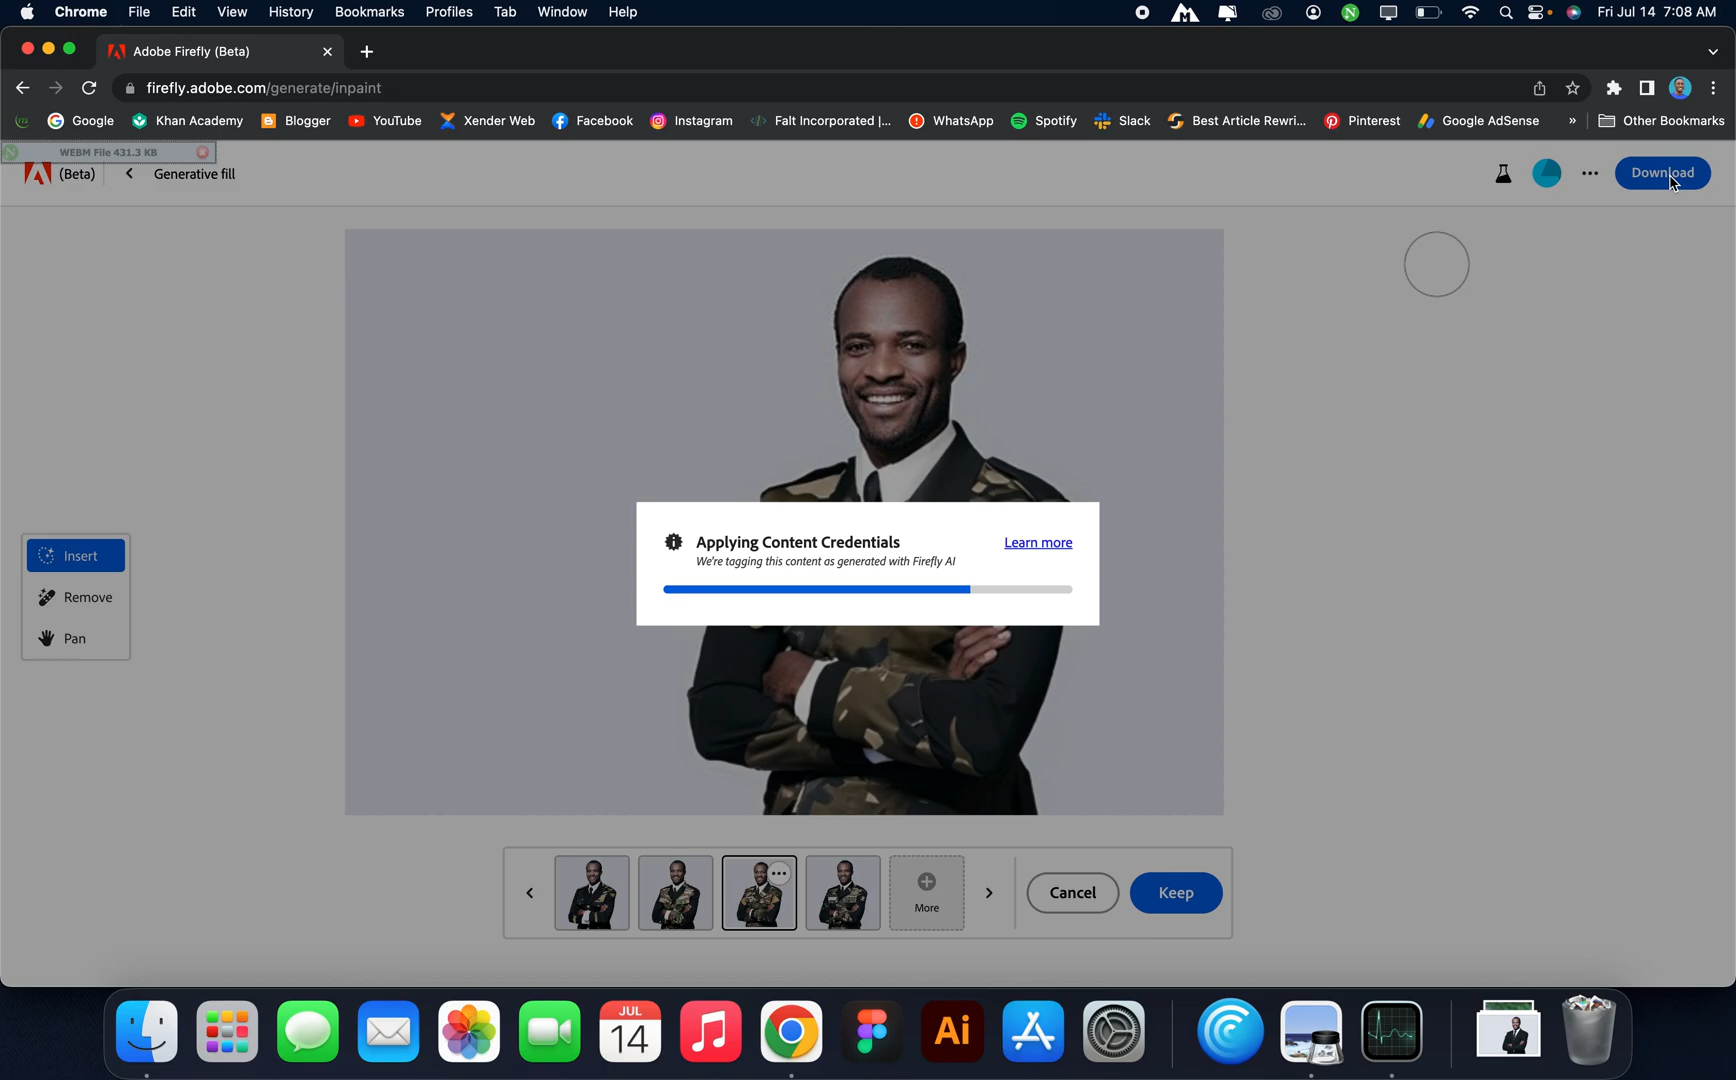 Chrome File Edit View History Bookmarks Profiles Tab Window Help Fri Jul 14 7:08 AM
Adobe Firefly (Beta)
firefly.adobe.com/generate/inpaint
Google Khan Academy Blogger YouTube Xender Web Facebook Instagram Falt Incorporated |... WhatsApp Spotify Slack Best Article Rewri... Pinterest Google AdSense » Other Bookmarks
WEBM File 431.3 KB
(Beta) Generative fill Download
Applying Content Credentials Learn more
We're tagging this content as generated with Firefly AI
Insert
Remove
Pan
More
Cancel Keep
JUL
14
Ai